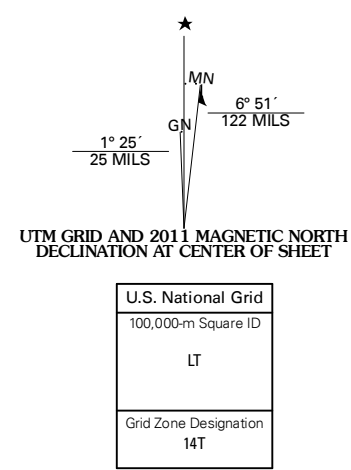 ★
MN
GN
6° 51´
122 MILS
1° 25´
25 MILS
UTM GRID AND 2011 MAGNETIC NORTH
DECLINATION AT CENTER OF SHEET
U.S. National Grid
100,000-m Square ID
LT
Grid Zone Designation
14T